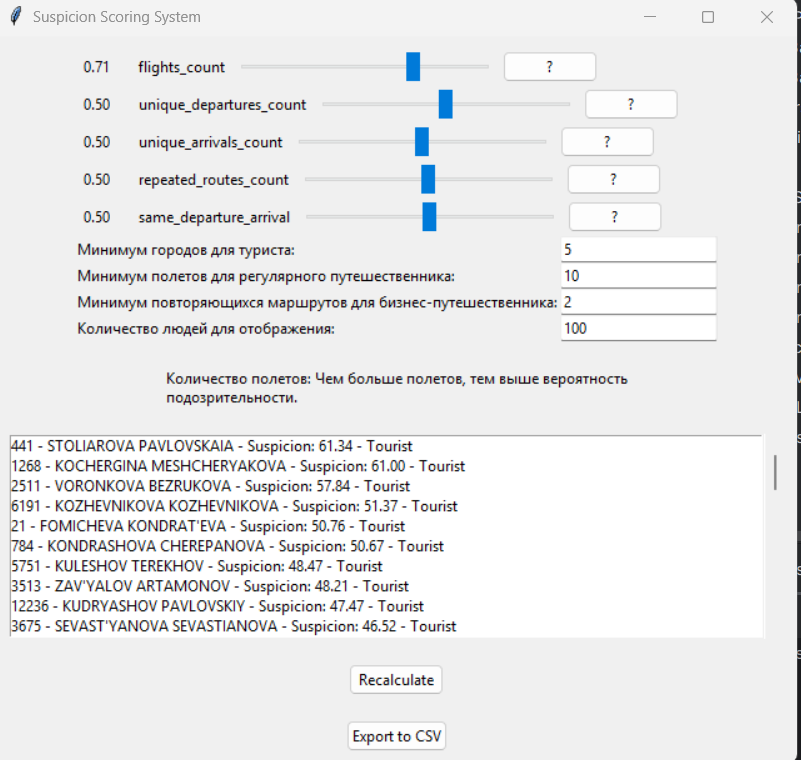 Suspicion Scoring System
0.71 flights_count ?
0.50 unique_departures_count ?
0.50 unique_arrivals_count ?
0.50 repeated_routes_count ?
0.50 same_departure_arrival ?
Минимум городов для туриста: 5
Минимум полетов для регулярного путешественника: 10
Минимум повторяющихся маршрутов для бизнес-путешественника: 2
Количество людей для отображения: 100
Количество полетов: Чем больше полетов, тем выше вероятность
подозрительности.
441 - STOLIAROVA PAVLOVSKAIA - Suspicion: 61.34 - Tourist
1268 - KOCHERGINA MESHCHERYAKOVA - Suspicion: 61.00 - Tourist
2511 - VORONKOVA BEZRUKOVA - Suspicion: 57.84 - Tourist
6191 - KOZHEVNIKOVA KOZHEVNIKOVA - Suspicion: 51.37 - Tourist
21 - FOMICHEVA KONDRAT'EVA - Suspicion: 50.76 - Tourist
784 - KONDRASHOVA CHEREPANOVA - Suspicion: 50.67 - Tourist
5751 - KULESHOV TEREKHOV - Suspicion: 48.47 - Tourist
3513 - ZAV'YALOV ARTAMONOV - Suspicion: 48.21 - Tourist
12236 - KUDRYASHOV PAVLOVSKIY - Suspicion: 47.47 - Tourist
3675 - SEVAST'YANOVA SEVASTIANOVA - Suspicion: 46.52 - Tourist
Recalculate
Export to CSV